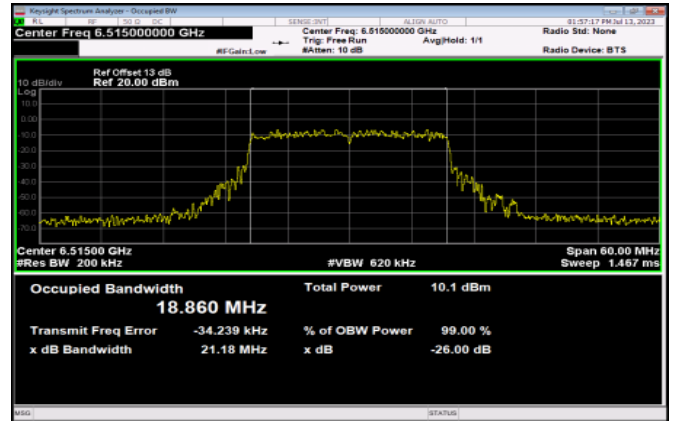 Keysight Spectrum Analyzer - Occupied BW
RL RF 50 Ω DC SENSE:INT ALIGN AUTO 01:57:17 PM Jul 13, 2023
Center Freq 6.515000000 GHz Center Freq: 6.515000000 GHz Radio Std: None
Trig: Free Run Avg|Hold: 1/1
#IFGain:Low #Atten: 10 dB Radio Device: BTS
Ref Offset 13 dB
10 dB/div Ref 20.00 dBm
Log
10.0
0.00
10.0
20.0
30.0
40.0
50.0
60.0
70.0
Center 6.51500 GHz Span 60.00 MHz
#Res BW 200 kHz #VBW 620 kHz Sweep 1.467 ms
Occupied Bandwidth Total Power 10.1 dBm
18.860 MHz
Transmit Freq Error -34.239 kHz % of OBW Power 99.00 %
x dB Bandwidth 21.18 MHz x dB -26.00 dB
MSG STATUS